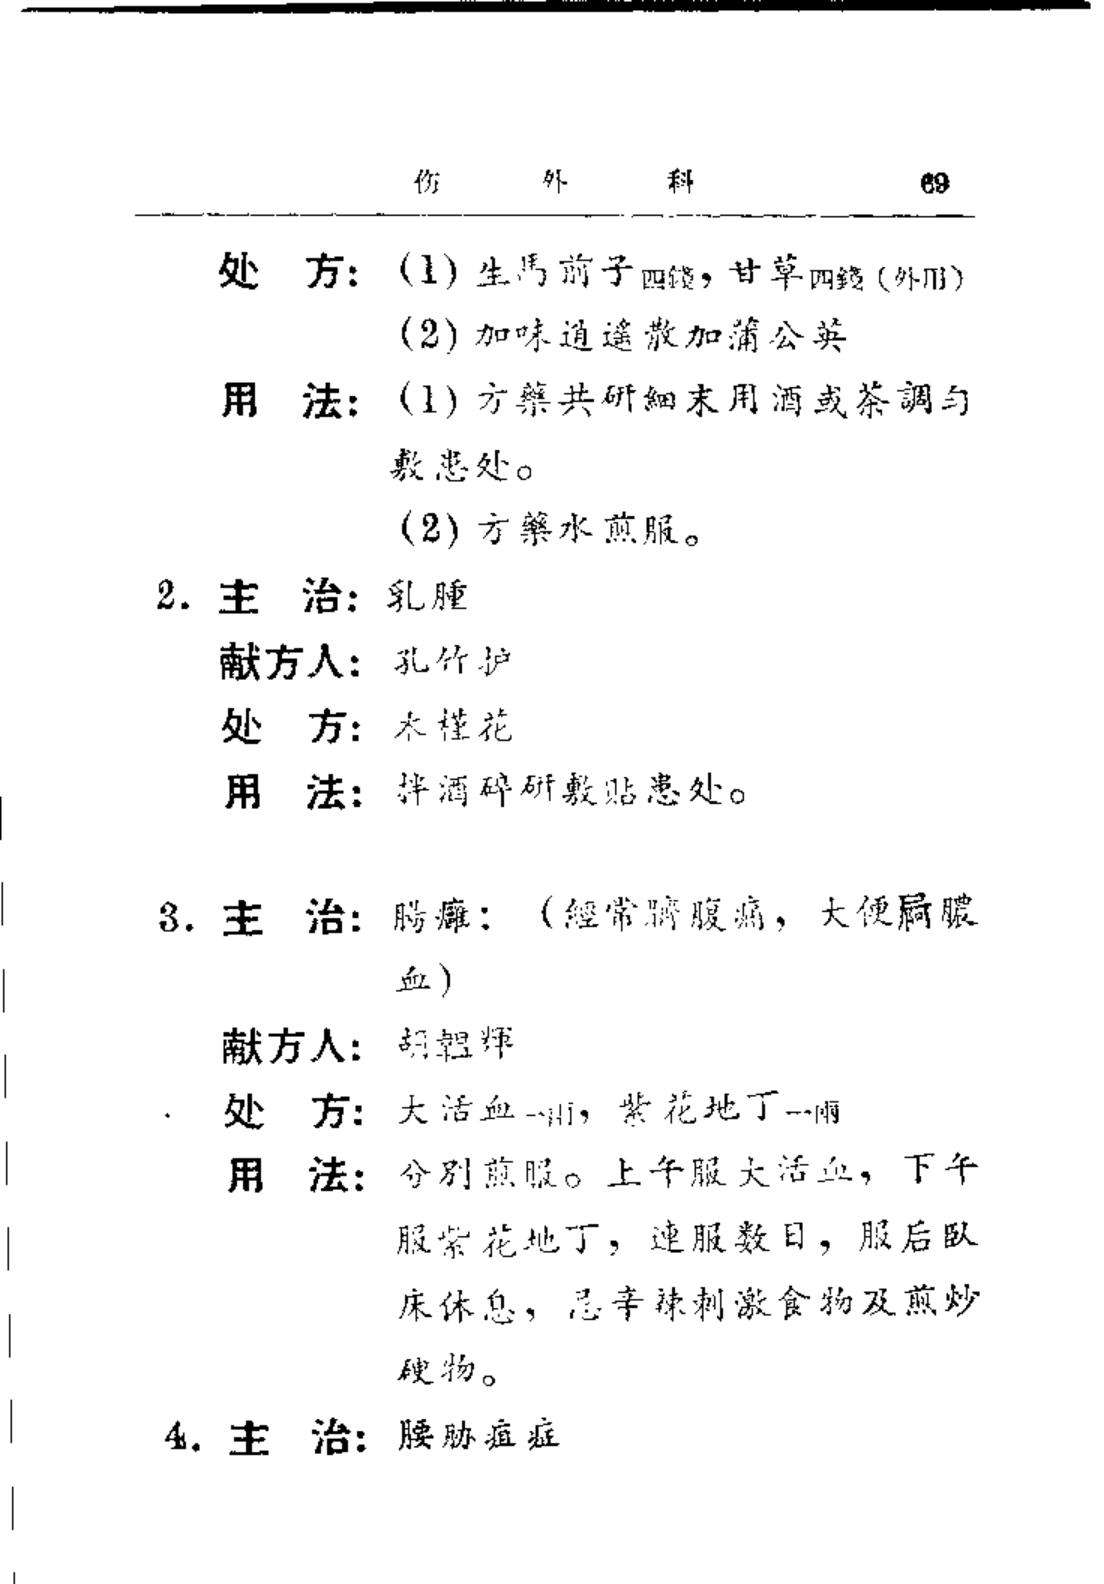 伤 外 科 69
处 方: (1) 生馬前子四錢，甘草四錢 (外用)
(2) 加味逍遙散加蒲公英
用 法: (1) 方藥共研細末用酒或茶調匀
敷患处。
(2) 方藥水煎服。
2. 主 治: 乳腫
献方人: 孔竹护
处 方: 木槿花
用 法: 拌酒碎研敷貼患处。
3. 主 治: 腸癰: (經常臍腹痛，大便屙膿
血)
献方人: 胡韞輝
处 方: 大活血一兩，紫花地丁一兩
用 法: 分別煎服。上午服大活血，下午
服紫花地丁，連服数日，服后臥
床休息，忌辛辣刺激食物及煎炒
硬物。
4. 主 治: 腰胁疽症